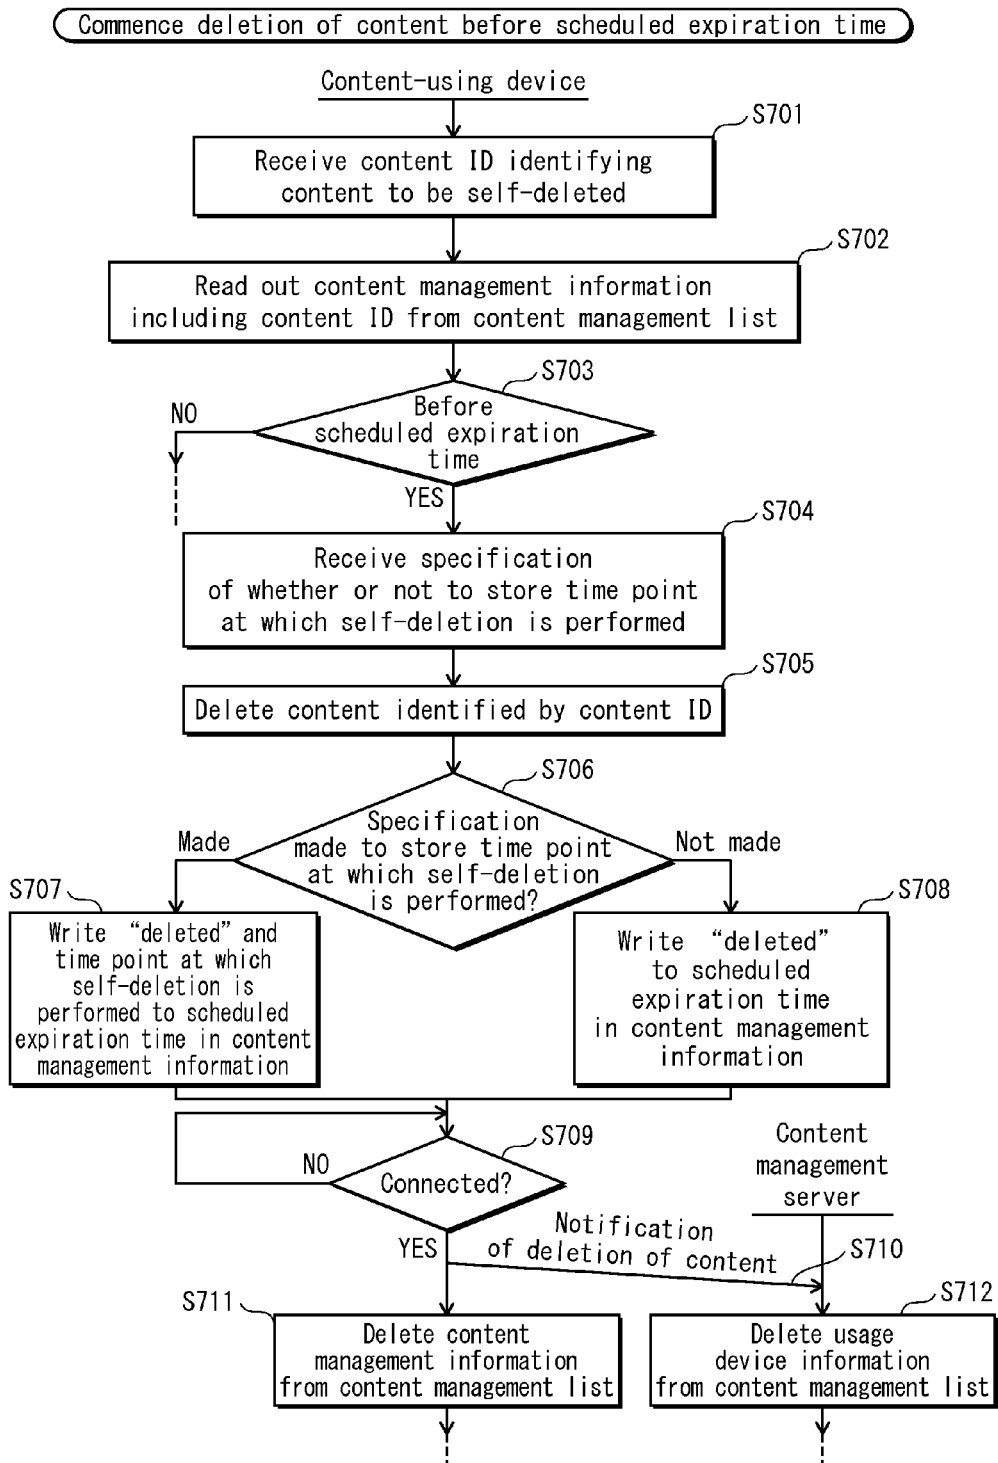 Commence deletion of content before scheduled expiration time
Content-using device
S701
Receive content ID identifying
content to be self-deleted
S702
Read out content management information
including content ID from content management list
S703
Before
scheduled expiration
time
NO
YES
S704
Receive specification
of whether or not to store time point
at which self-deletion is performed
S705
Delete content identified by content ID
S706
Specification
made to store time point
at which self-deletion
is performed?
Made
Not made
S707
Write “deleted” and
time point at which
self-deletion is
performed to scheduled
expiration time in content
management information
S708
Write “deleted”
to scheduled
expiration time
in content management
information
S709
Connected?
NO
YES
Content
management
server
Notification
of deletion of content
S710
S711
Delete content
management information
from content management list
S712
Delete usage
device information
from content management list